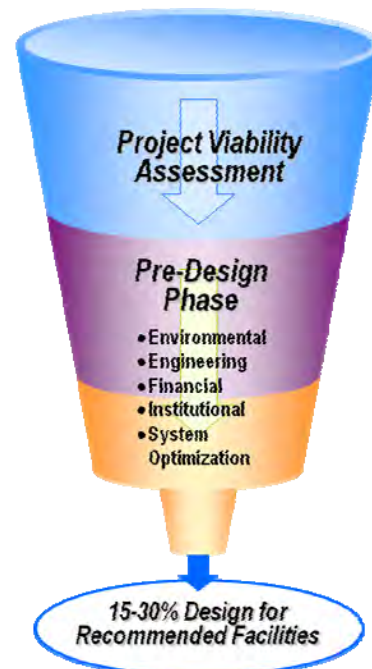 Project Viability
Assessment
Pre-Design
Phase
•Environmental
•Engineering
•Financial
•Institutional
•System
Optimization
15-30% Design for
Recommended Facilities